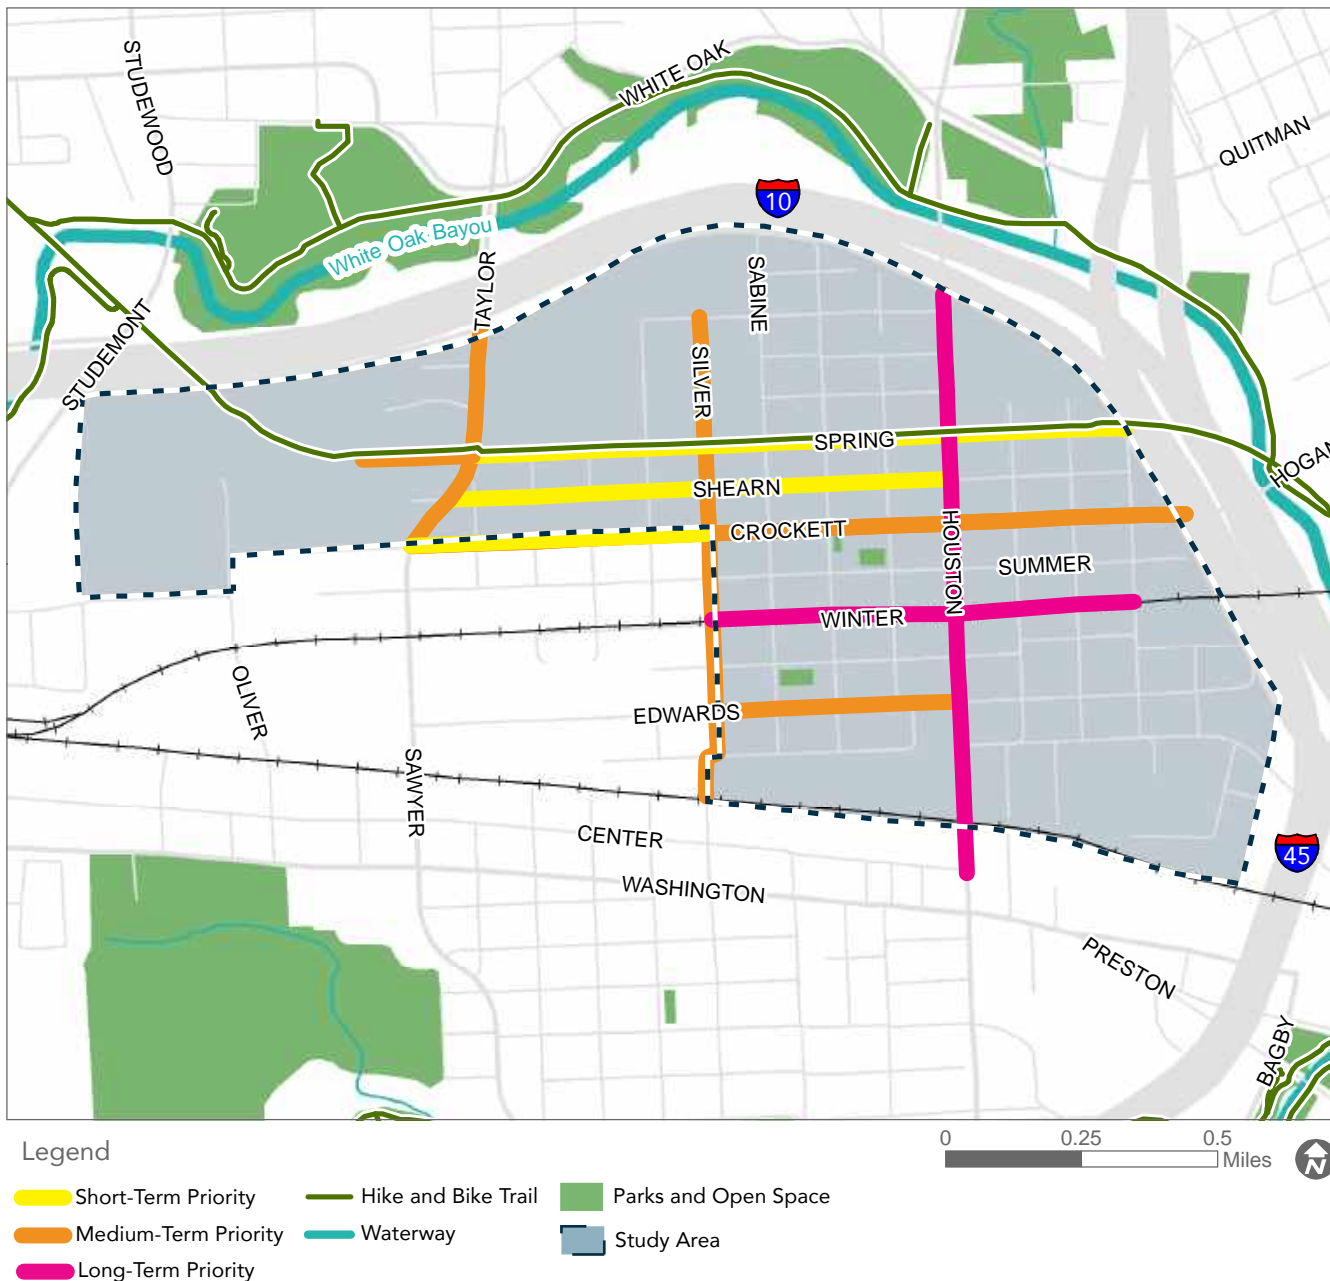 STUDEWOOD
WHITE OAK
QUITMAN
10
White Oak Bayou
TAYLOR
SABINE
STUDEMONT
SILVER
SPRING
HOGAN
SHEARN
CROCKETT
HOUSTON
SUMMER
WINTER
OLIVER
EDWARDS
SAWYER
CENTER
45
WASHINGTON
PRESTON
BAGBY
Legend
0 0.25 0.5
Miles
N
Short-Term Priority
Hike and Bike Trail
Parks and Open Space
Medium-Term Priority
Waterway
Study Area
Long-Term Priority